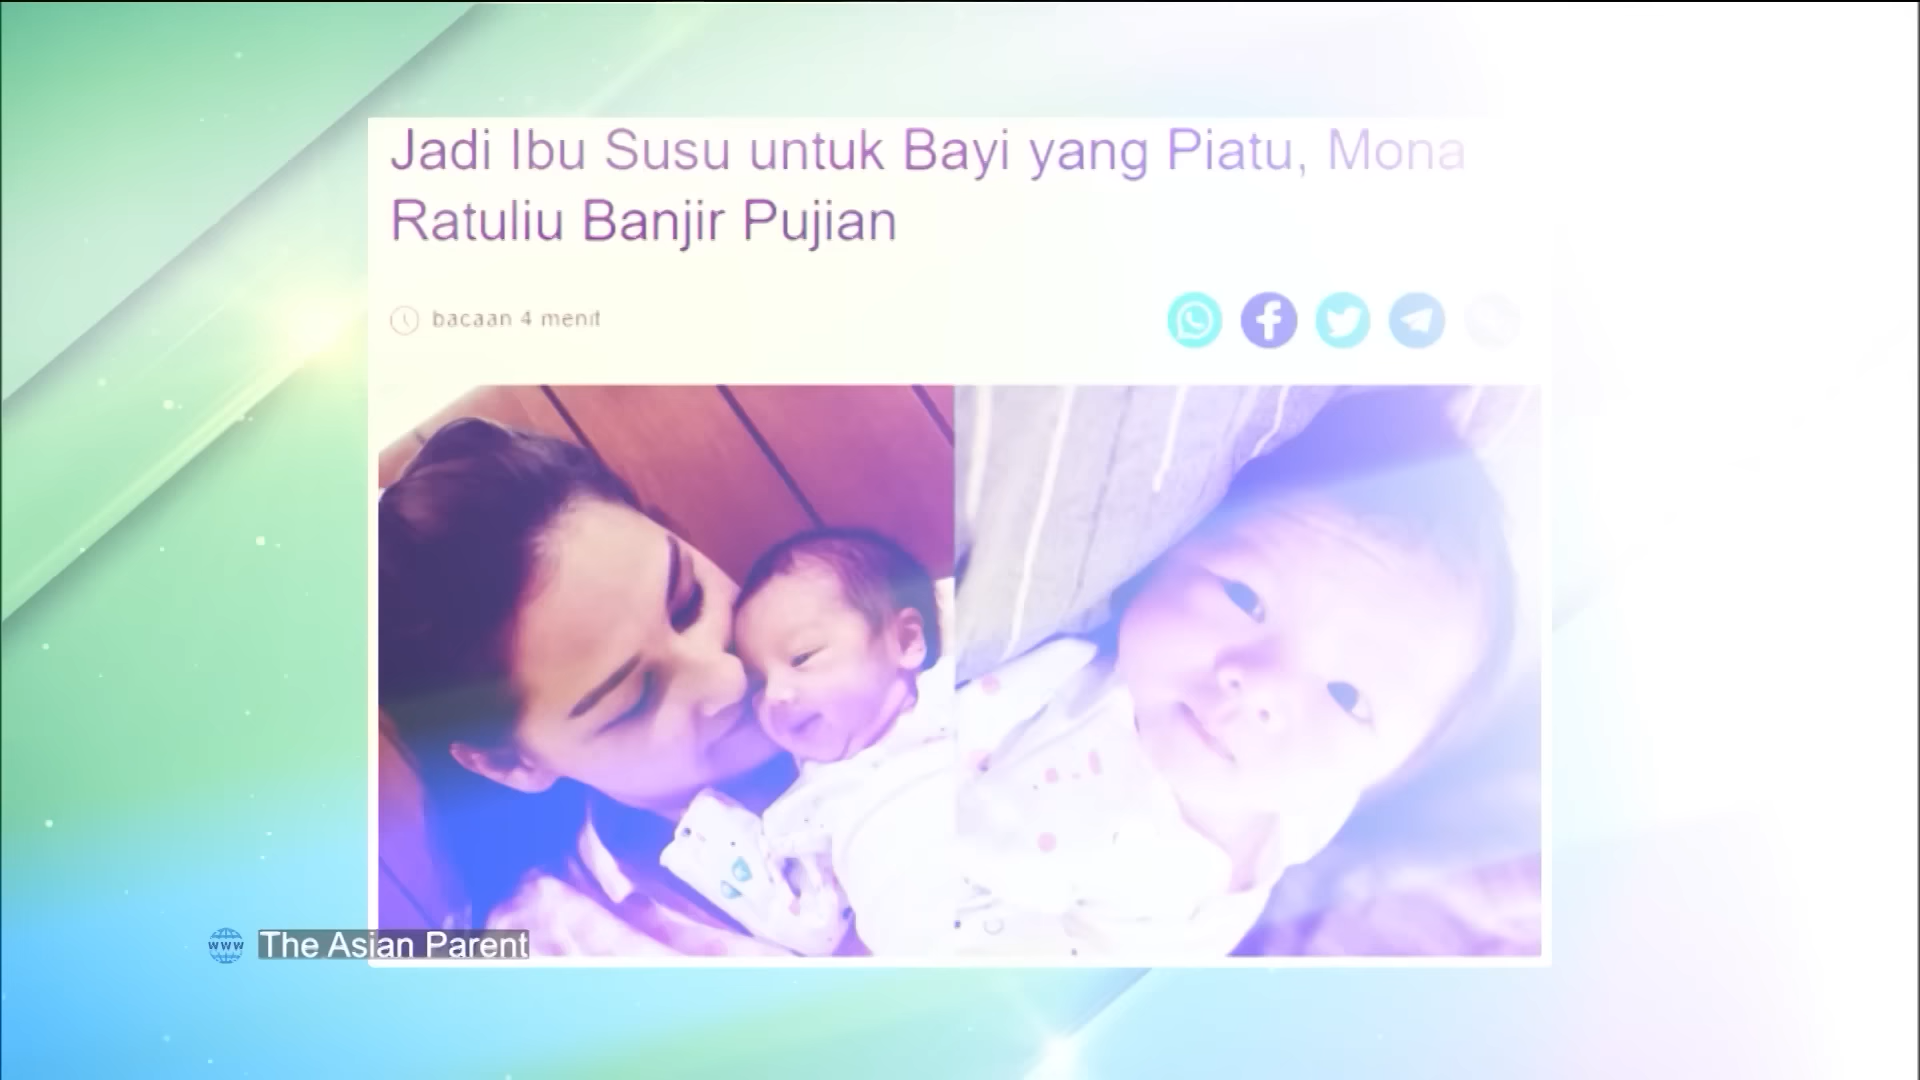 Jadi Ibu Susu untuk Bayi yang Piatu, Mona
Ratuliu Banjir Pujian
bacaan 4 menit
www The Asian Parent